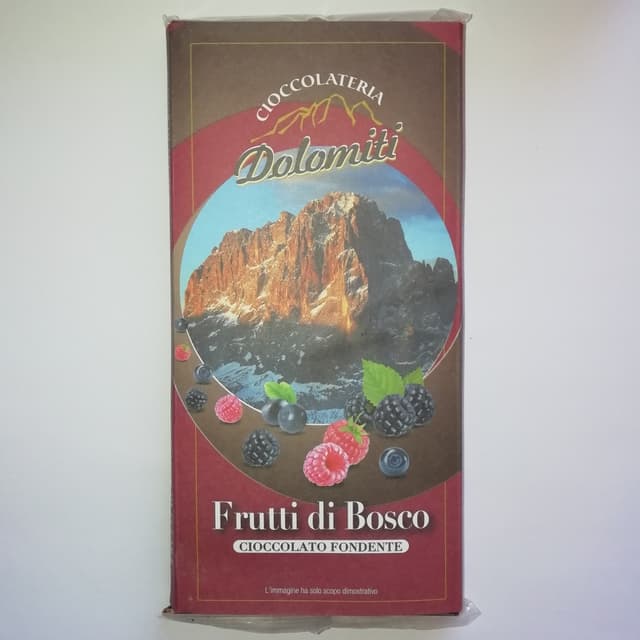 CIOCCOLATERIA
Dolomiti
Frutti di Bosco
CIOCCOLATO FONDENTE
L'immagine ha solo scopo dimostrativo